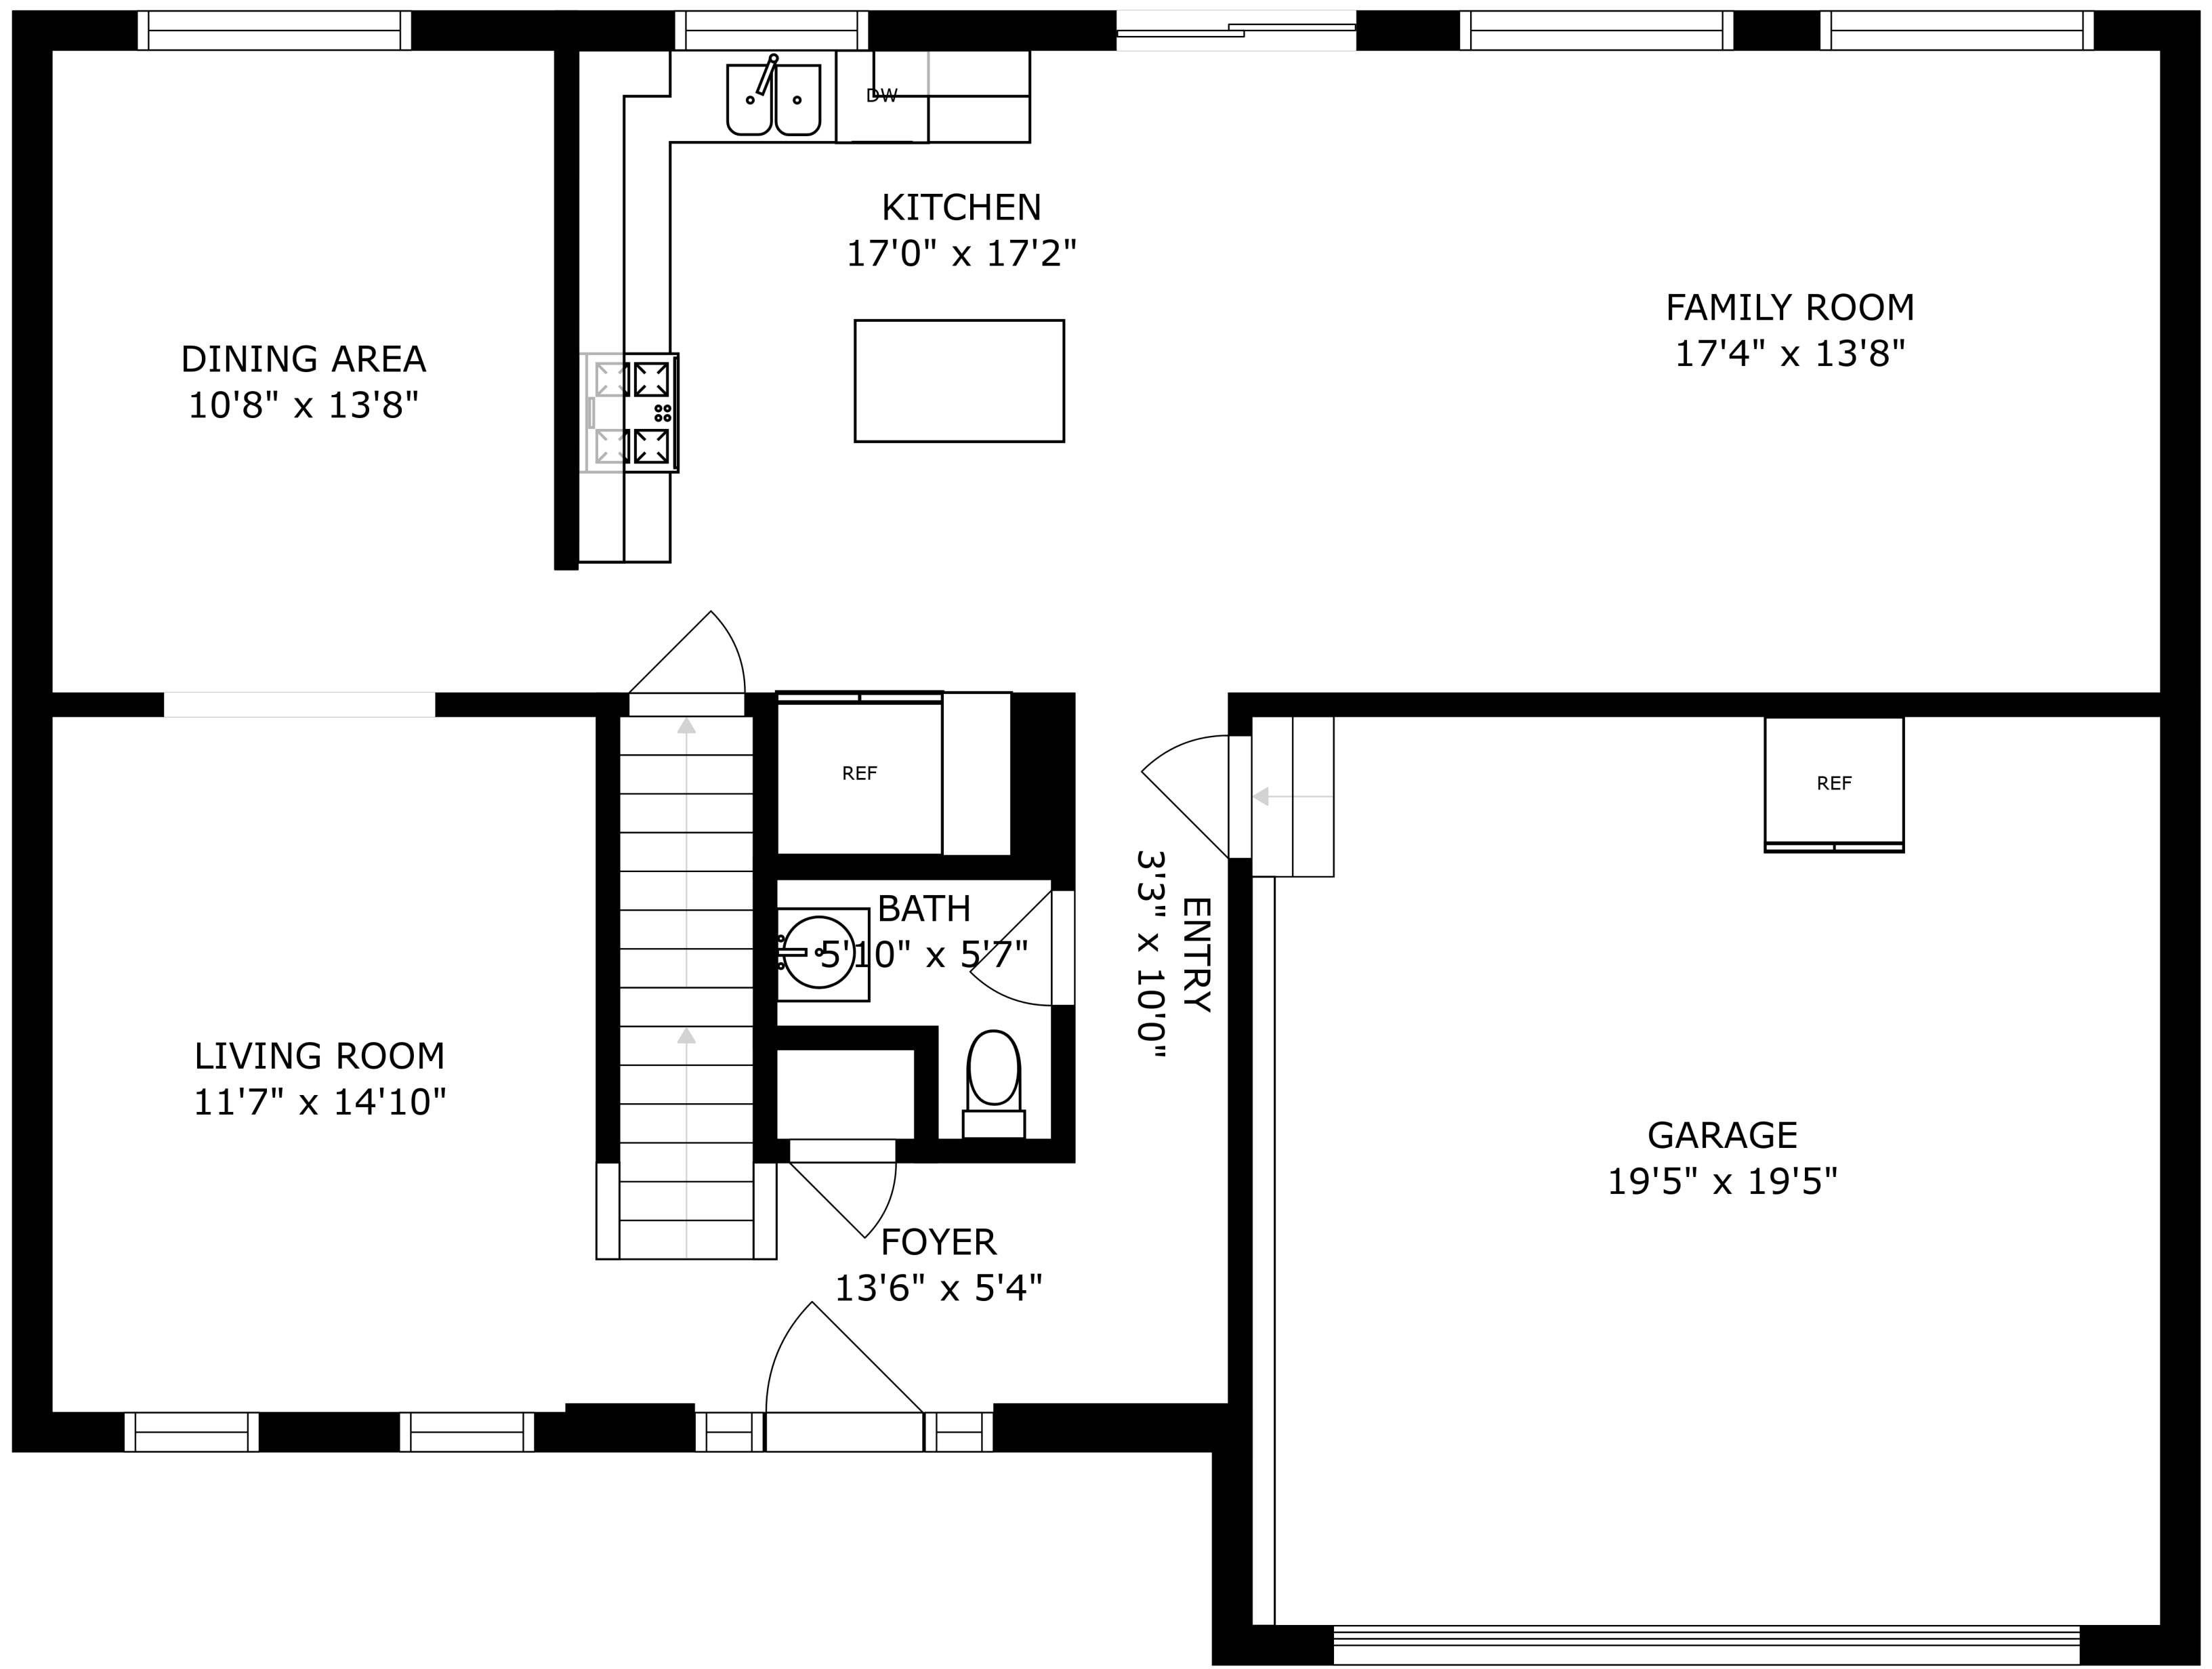 DW
KITCHEN
17'0" x 17'2"
FAMILY ROOM
17'4" x 13'8"
DINING AREA
10'8" x 13'8"
REF
REF
BATH
5'10" x 5'7"
ENTRY
3'3" x 10'0"
LIVING ROOM
11'7" x 14'10"
GARAGE
19'5" x 19'5"
FOYER
13'6" x 5'4"